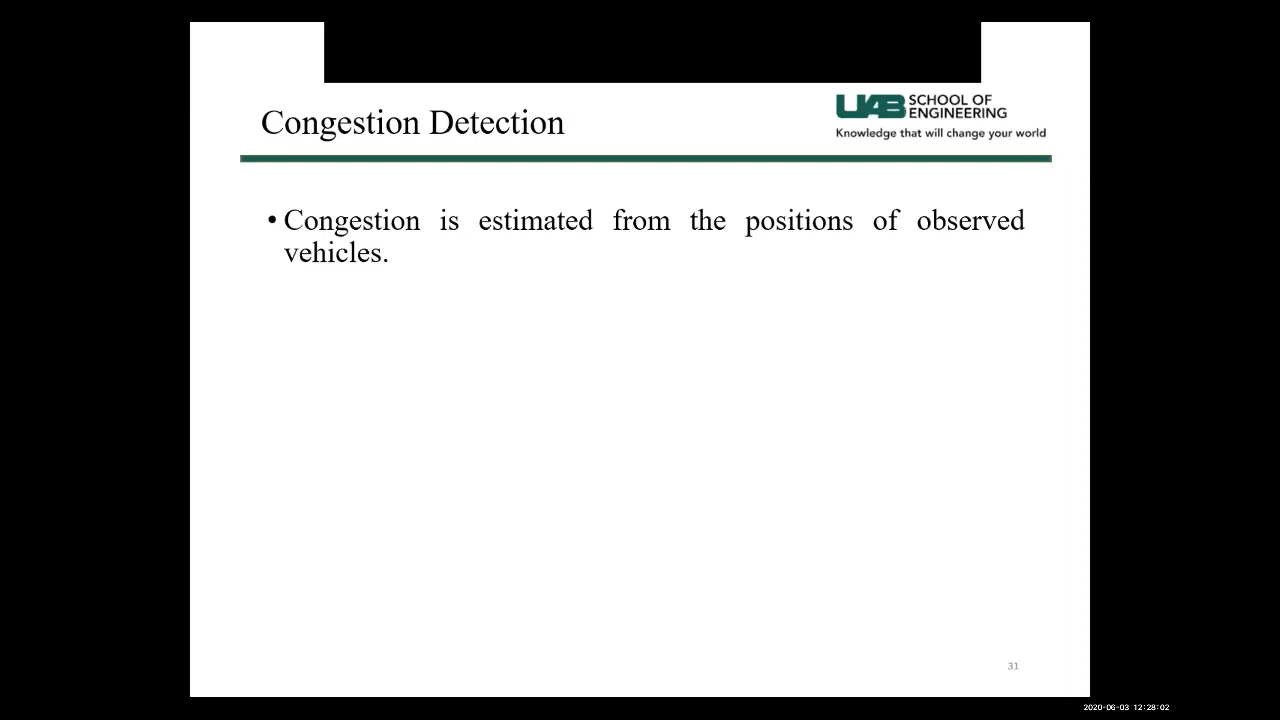 Congestion Detection
UAB SCHOOL OF
ENGINEERING
Knowledge that will change your world
• Congestion is estimated from the positions of observed
vehicles.
31
2020-06-03 12:28:02